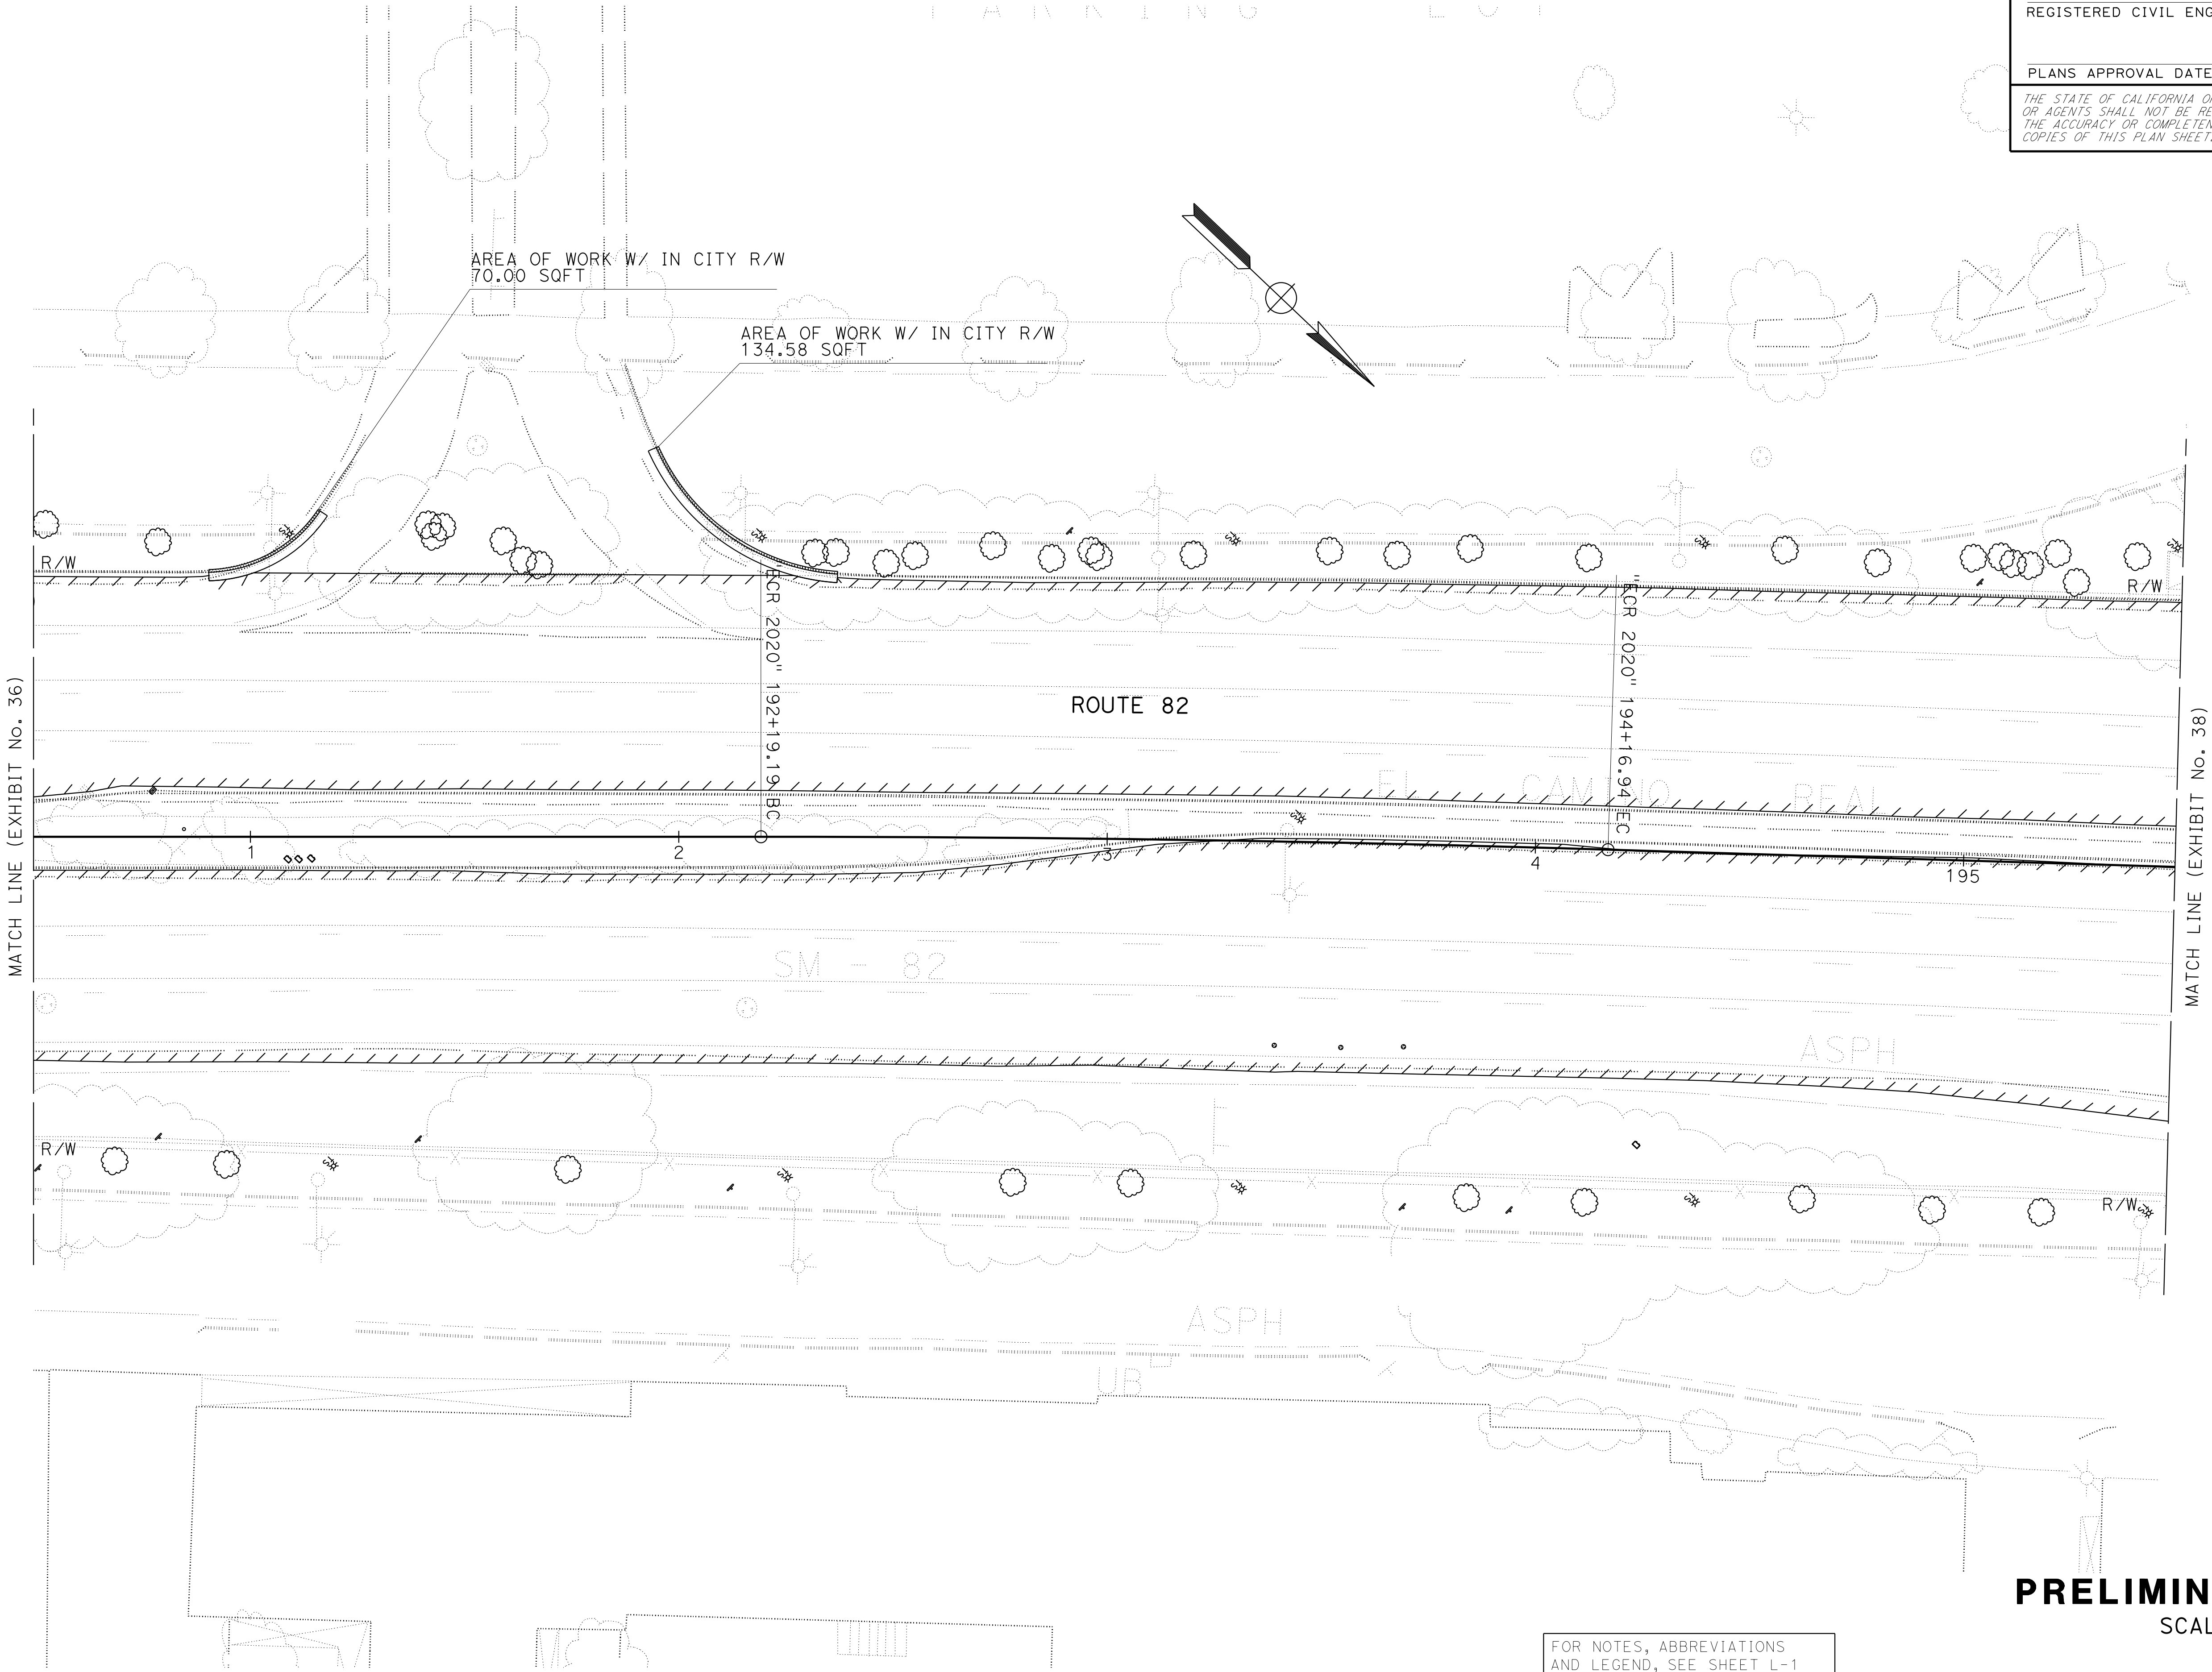 PARKING LOT
REGISTERED CIVIL ENG
PLANS APPROVAL DATE
THE STATE OF CALIFORNIA O
OR AGENTS SHALL NOT BE RE
THE ACCURACY OR COMPLETEN
COPIES OF THIS PLAN SHEET
AREA OF WORK W/ IN CITY R/W
70.00 SQFT
AREA OF WORK W/ IN CITY R/W
134.58 SQFT
R/W
R/W
MATCH LINE (EXHIBIT No. 36)
"ECR 2020" 192+19.19 BC
ROUTE 82
"ECR 2020" 194+16.94 EC
MATCH LINE (EXHIBIT No. 38)
EL CAMINO REAL
1
2
3
4
195
SM - 82
ASPH
R/W
R/W
ASPH
UB
PRELIMIN
SCAL
FOR NOTES, ABBREVIATIONS
AND LEGEND, SEE SHEET L-1